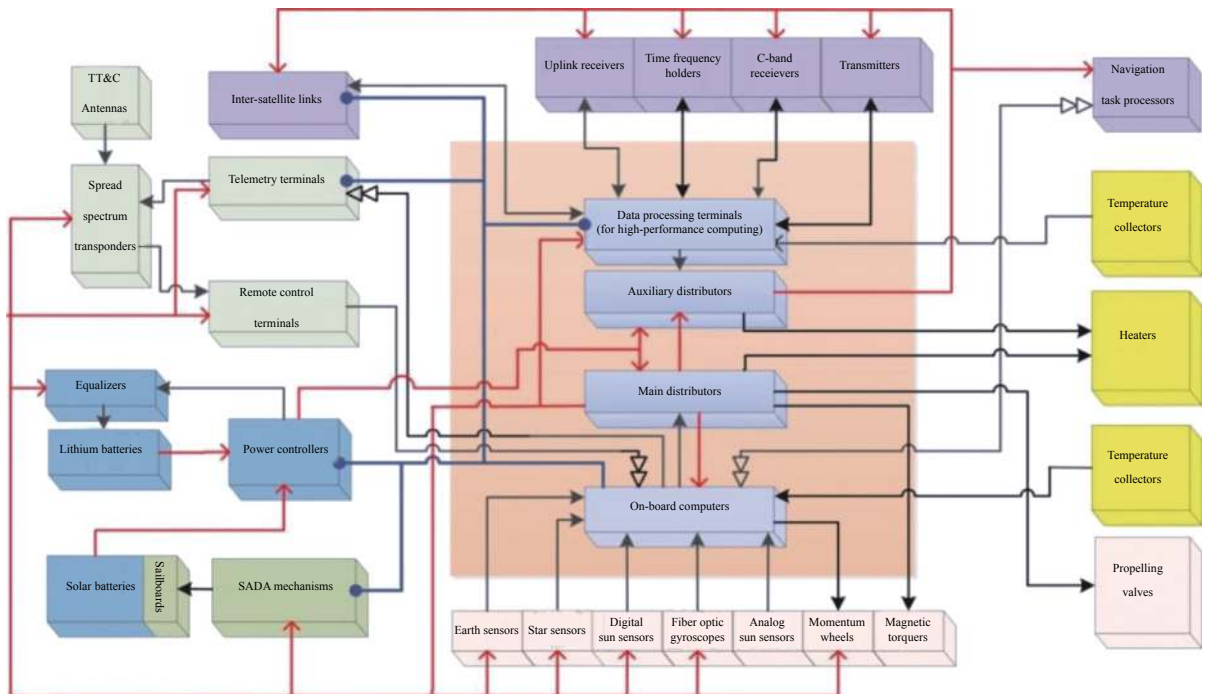 Uplink receivers
Time frequency
holders
C-band
receievers
Transmitters
Navigation
task processors
TT&C
Antennas
Inter-satellite links
Spread
spectrum
transponders
Telemetry terminals
Remote control
terminals
Data processing terminals
(for high-performance computing)
Temperature
collectors
Auxiliary distributors
Heaters
Equalizers
Main distributors
Lithium batteries
Power controllers
Temperature
collectors
On-board computers
Solar batteries
Sailboards
SADA mechanisms
Propelling
valves
Earth sensors
Star sensors
Digital
sun sensors
Fiber optic
gyroscopes
Analog
sun sensors
Momentum
wheels
Magnetic
torquers